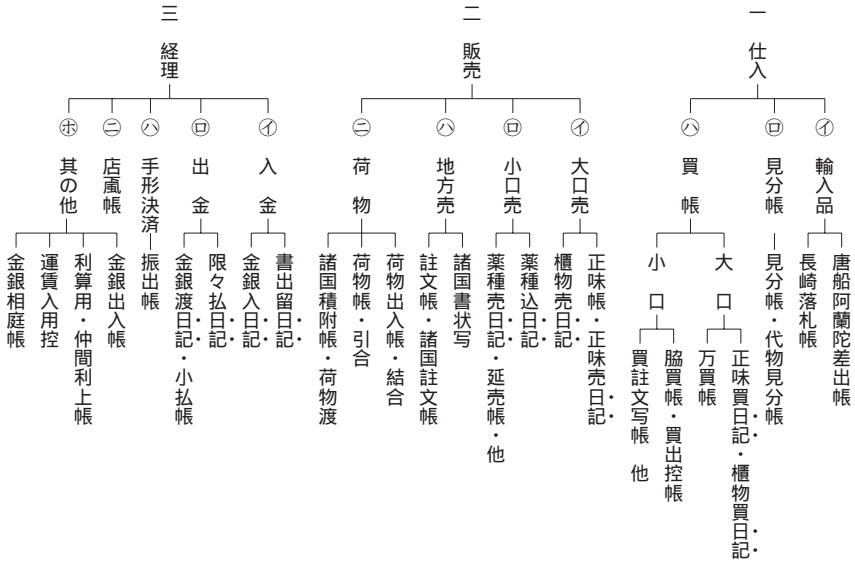 一 仕入
㋑ 輸入品
唐船阿蘭陀差出帳
長崎落札帳
㋺ 見分帳
見分帳・代物見分帳
㋩ 買帳
大口
正味買日記・櫃物買日記
万買帳
小口
脇買帳・買出控帳
買註文写帳 他
二 販売
㋑ 大口売
正味帳・正味売日記
櫃物売日記
㋺ 小口売
薬種込日記
薬種売日記・延売帳・他
㋩ 地方売
諸国書状写
註文帳・諸国註文帳
㋥ 荷物
荷物出入帳・結合
荷物帳・引合
諸国積附帳・荷物渡
三 経理
㋑ 入金
書出留日記
金銀入日記
㋺ 出金
限々払日記
金銀渡日記・小払帳
㋩ 手形決済
振出帳
㋥ 店颪帳
㋭ 其の他
金銀出入帳
利算用・仲間利上帳
運賃入用控
金銀相庭帳